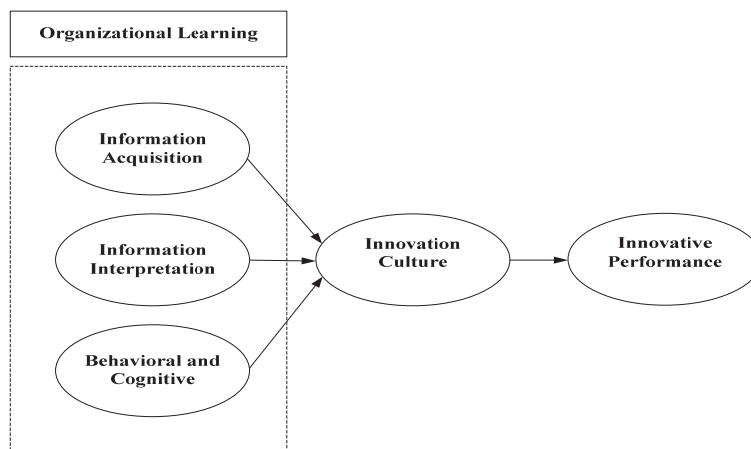 Organizational Learning
Information
Acquisition
Information
Interpretation
Behavioral and
Cognitive
Innovation
Culture
Innovative
Performance